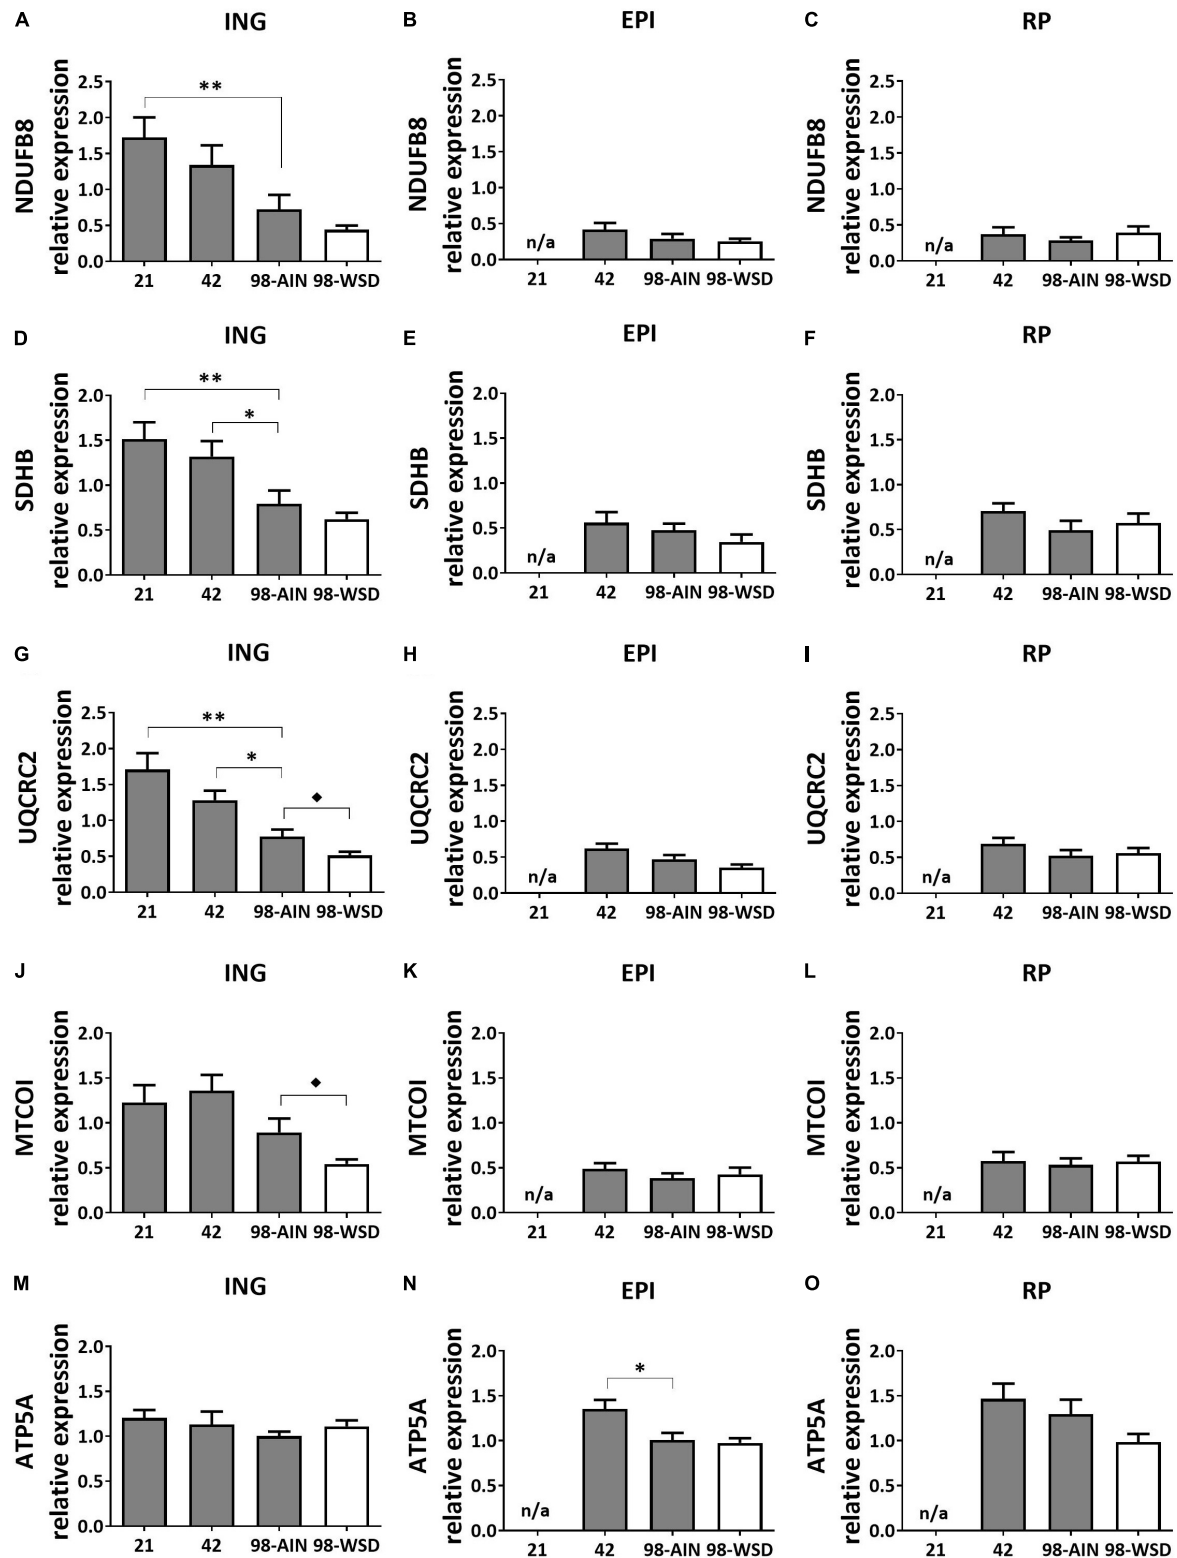 A ING B EPI C RP
NDUFB8 relative expression
2.5
2.0
1.5
1.0
0.5
0.0
**
21 42 98-AIN 98-WSD
NDUFB8 relative expression
2.5
2.0
1.5
1.0
0.5
0.0
n/a
21 42 98-AIN 98-WSD
NDUFB8 relative expression
2.5
2.0
1.5
1.0
0.5
0.0
n/a
21 42 98-AIN 98-WSD
D ING E EPI F RP
SDHB relative expression
2.0
1.5
1.0
0.5
0.0
**
*
21 42 98-AIN 98-WSD
SDHB relative expression
2.0
1.5
1.0
0.5
0.0
n/a
21 42 98-AIN 98-WSD
SDHB relative expression
2.0
1.5
1.0
0.5
0.0
n/a
21 42 98-AIN 98-WSD
G ING H EPI I RP
UQCRC2 relative expression
2.5
2.0
1.5
1.0
0.5
0.0
**
*
◆
21 42 98-AIN 98-WSD
UQCRC2 relative expression
2.5
2.0
1.5
1.0
0.5
0.0
n/a
21 42 98-AIN 98-WSD
UQCRC2 relative expression
2.5
2.0
1.5
1.0
0.5
0.0
n/a
21 42 98-AIN 98-WSD
J ING K EPI L RP
MTCOI relative expression
2.0
1.5
1.0
0.5
0.0
◆
21 42 98-AIN 98-WSD
MTCOI relative expression
2.0
1.5
1.0
0.5
0.0
n/a
21 42 98-AIN 98-WSD
MTCOI relative expression
2.0
1.5
1.0
0.5
0.0
n/a
21 42 98-AIN 98-WSD
M ING N EPI O RP
ATP5A relative expression
2.0
1.5
1.0
0.5
0.0
21 42 98-AIN 98-WSD
ATP5A relative expression
2.0
1.5
1.0
0.5
0.0
*
n/a
21 42 98-AIN 98-WSD
ATP5A relative expression
2.0
1.5
1.0
0.5
0.0
n/a
21 42 98-AIN 98-WSD